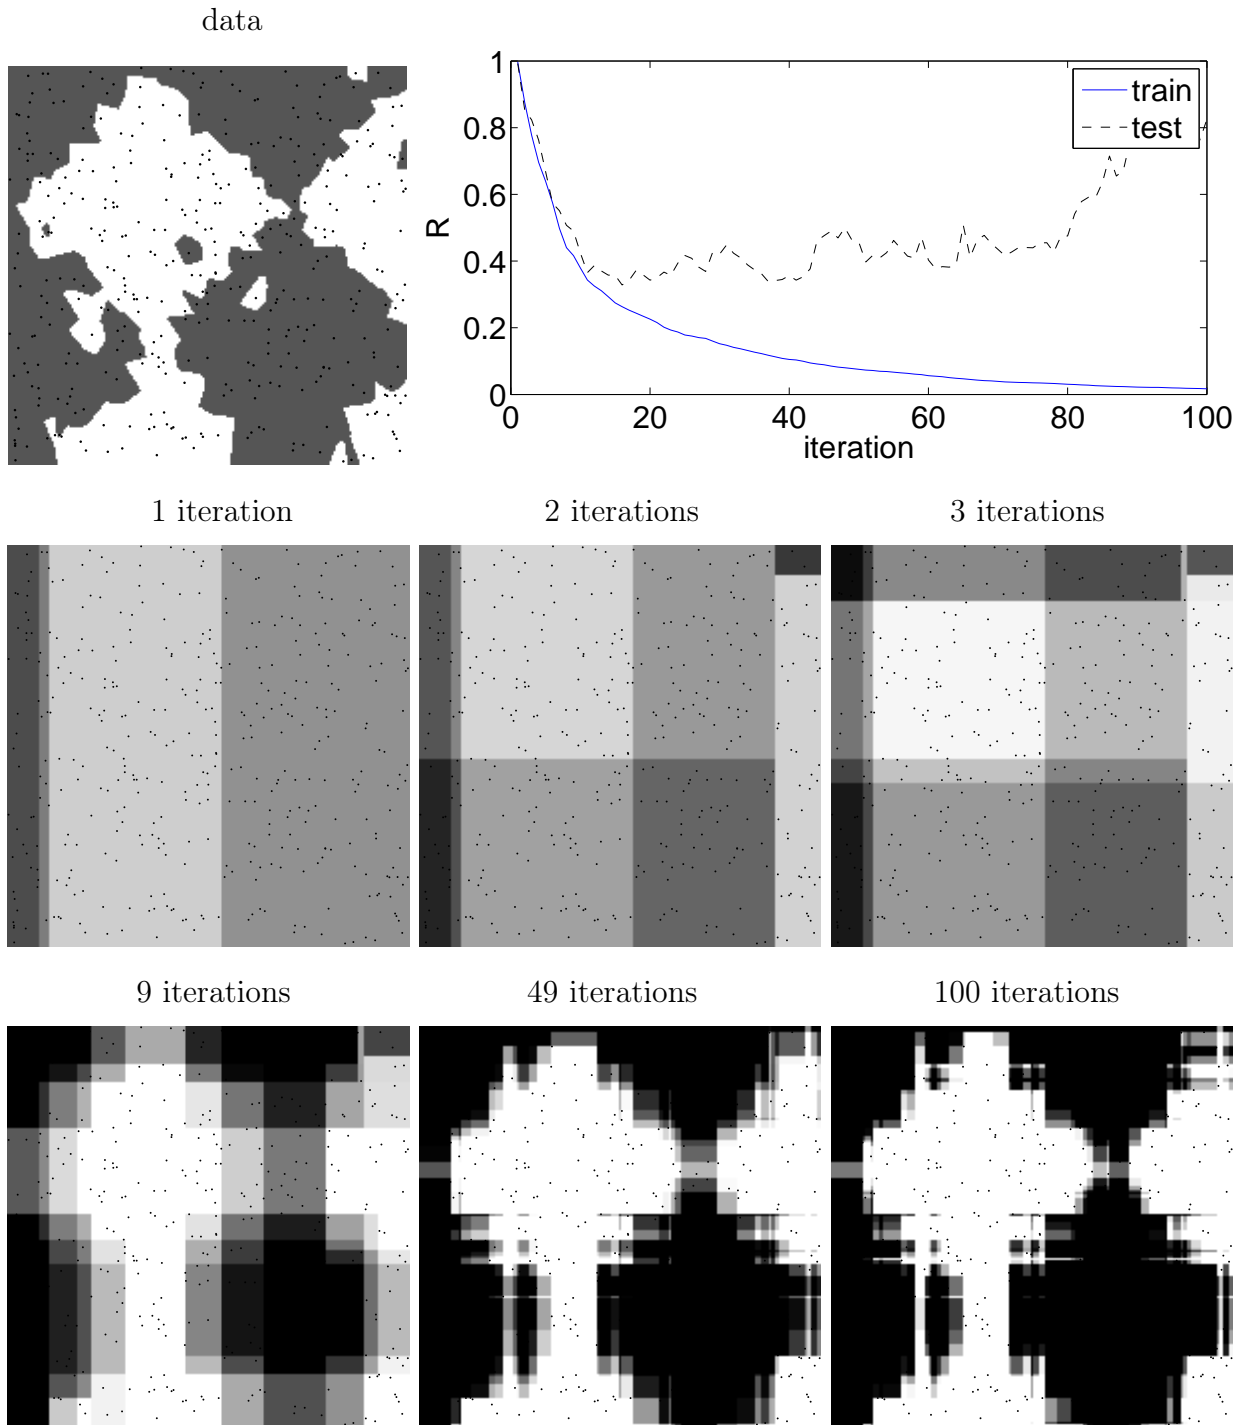 data
1
0.8
0.6
0.4
0.2
0
R
0 20 40 60 80 100
iteration
train
test
1 iteration 2 iterations 3 iterations
9 iterations 49 iterations 100 iterations